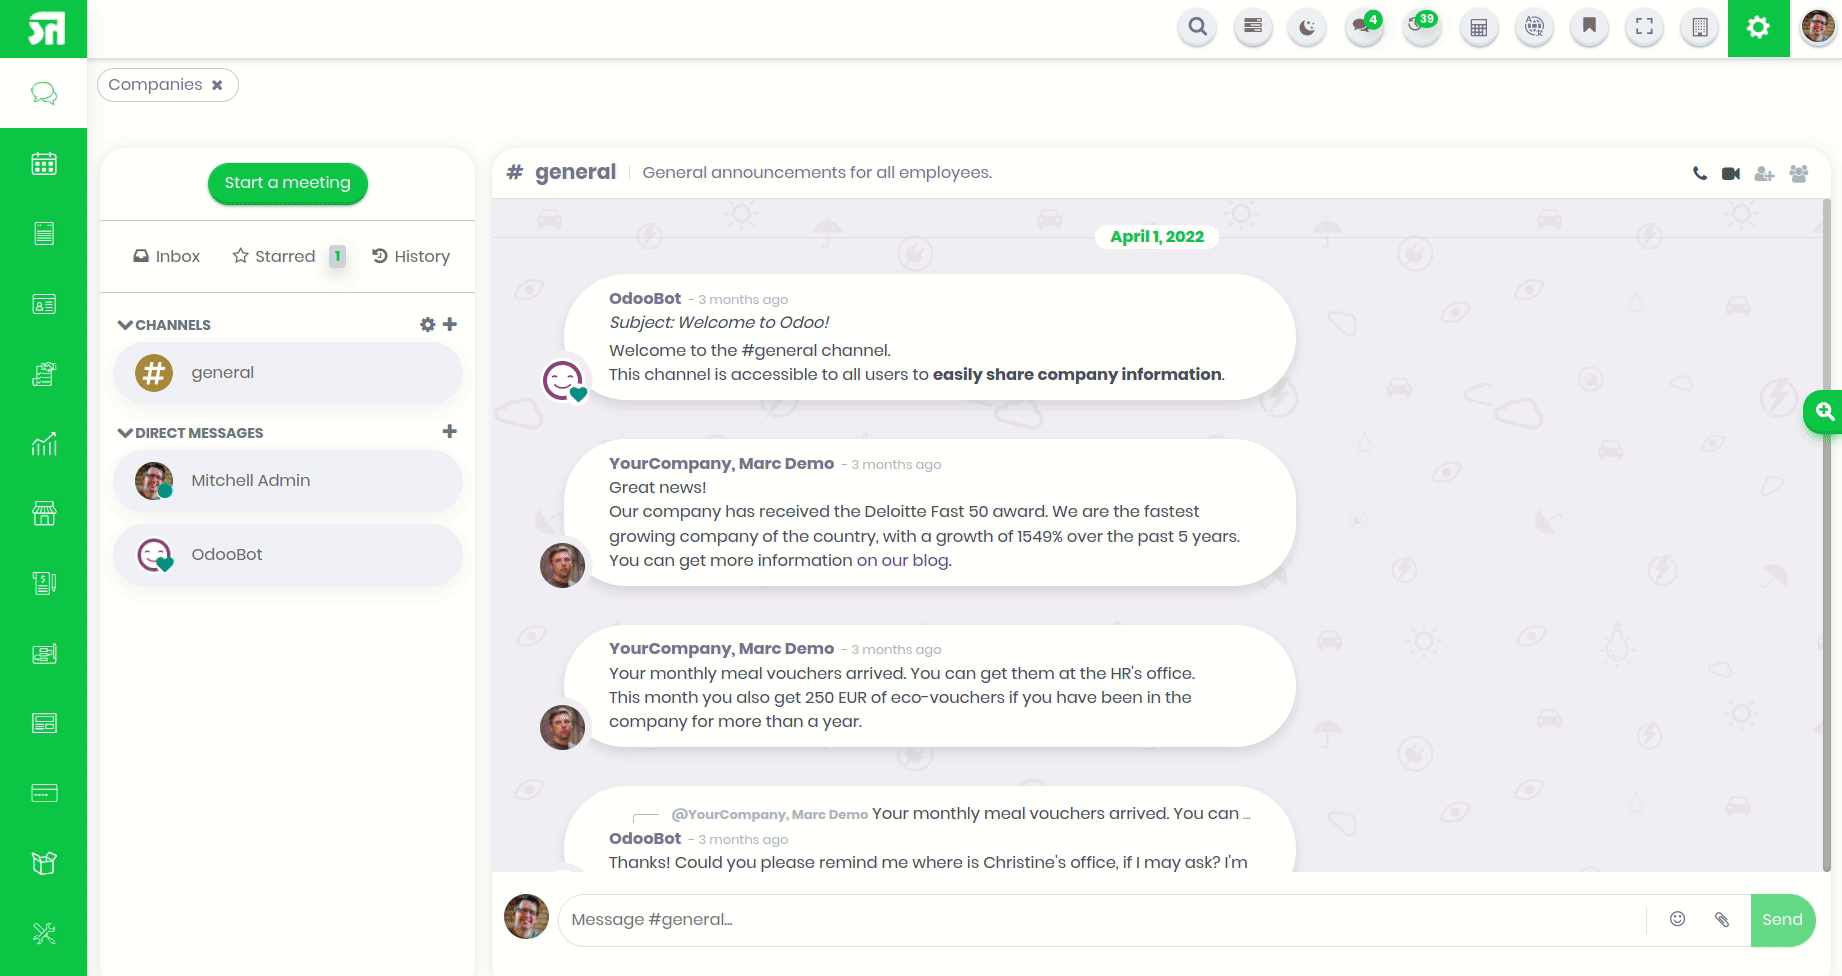 4
39
Companies ✖
Start a meeting
Inbox
Starred 1
History
CHANNELS
# general
DIRECT MESSAGES
Mitchell Admin
OdooBot
# general
General announcements for all employees.
April 1, 2022
OdooBot - 3 months ago
Subject: Welcome to Odoo!
Welcome to the #general channel.
This channel is accessible to all users to easily share company information.
YourCompany, Marc Demo - 3 months ago
Great news!
Our company has received the Deloitte Fast 50 award. We are the fastest
growing company of the country, with a growth of 1549% over the past 5 years.
You can get more information on our blog.
YourCompany, Marc Demo - 3 months ago
Your monthly meal vouchers arrived. You can get them at the HR's office.
This month you also get 250 EUR of eco-vouchers if you have been in the
company for more than a year.
@YourCompany, Marc Demo Your monthly meal vouchers arrived. You can ...
OdooBot - 3 months ago
Thanks! Could you please remind me where is Christine's office, if I may ask? I'm
Message #general...
Send